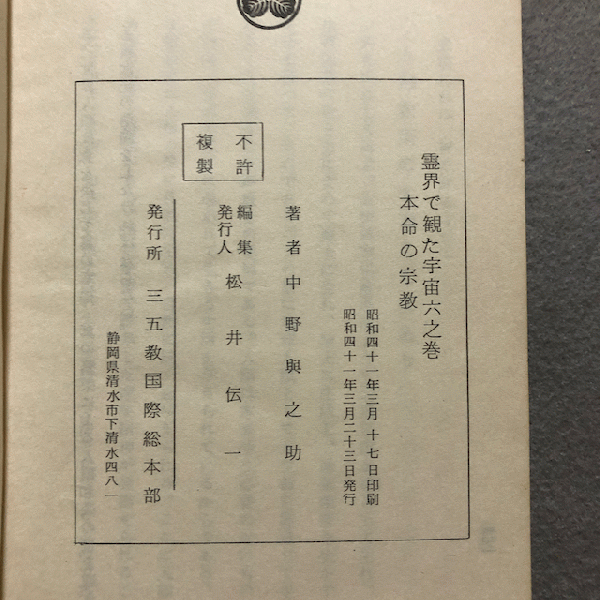 霊界で観た宇宙六之巻
本命の宗教
昭和四十一年三月十七日印刷
昭和四十一年三月二十三日発行
著者 中野與之助
編集
発行人 松井伝一
不許
複製
発行所 三五教国際総本部
静岡県清水市下清水四八一